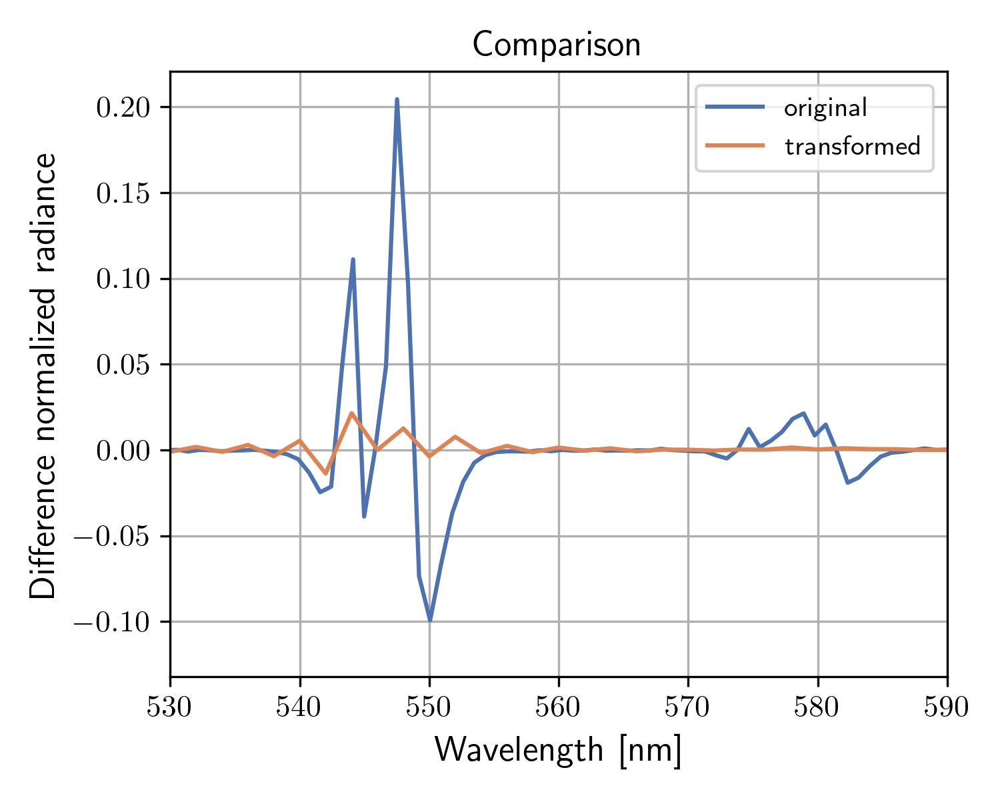 Comparison
original
transformed
Difference normalized radiance
0.20
0.15
0.10
0.05
0.00
−0.05
−0.10
530 540 550 560 570 580 590
Wavelength [nm]